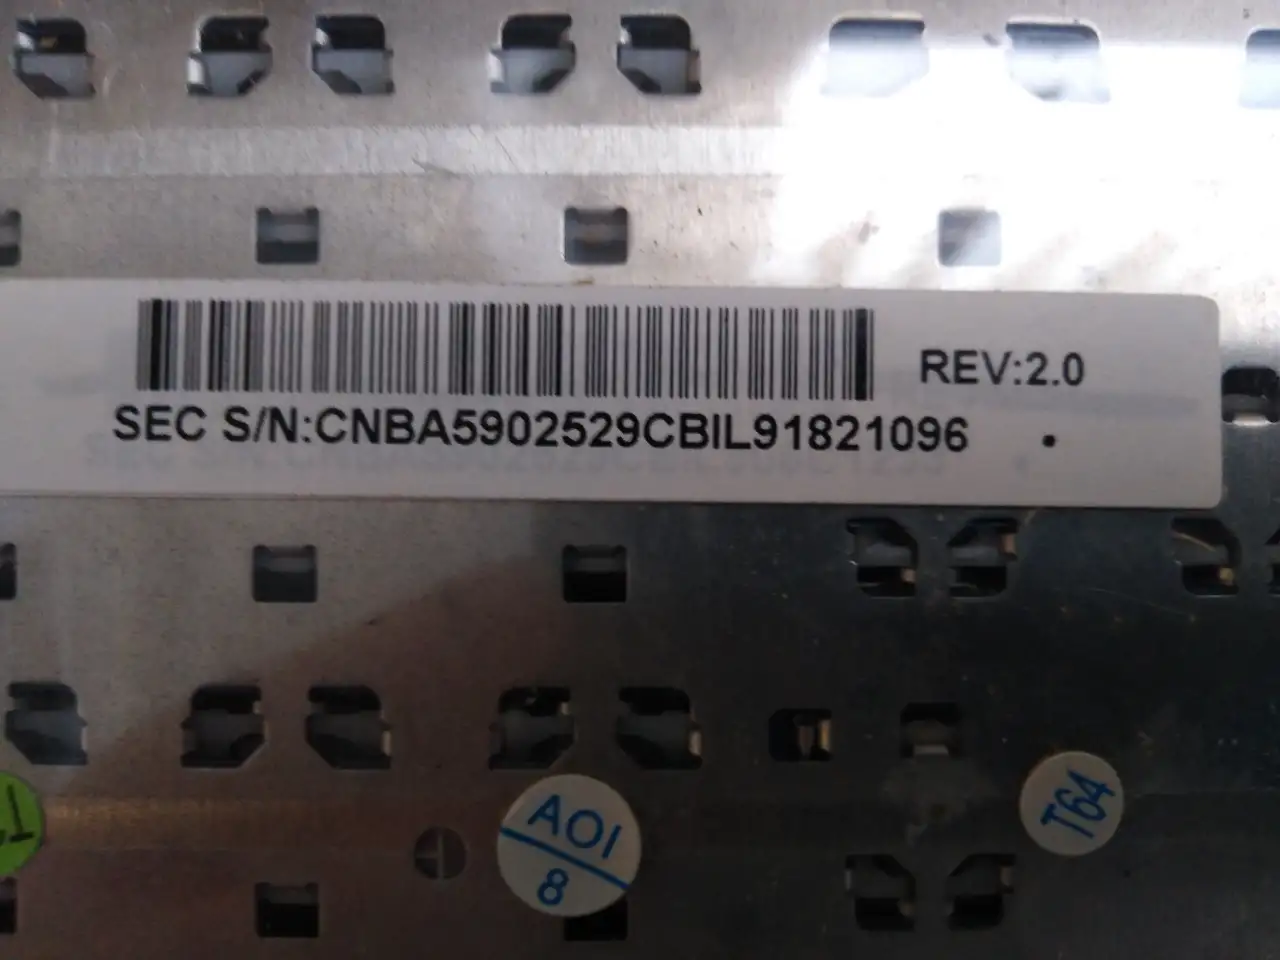 REV:2.0
SEC S/N:CNBA5902529CBIL91821096
AOI
8
T64